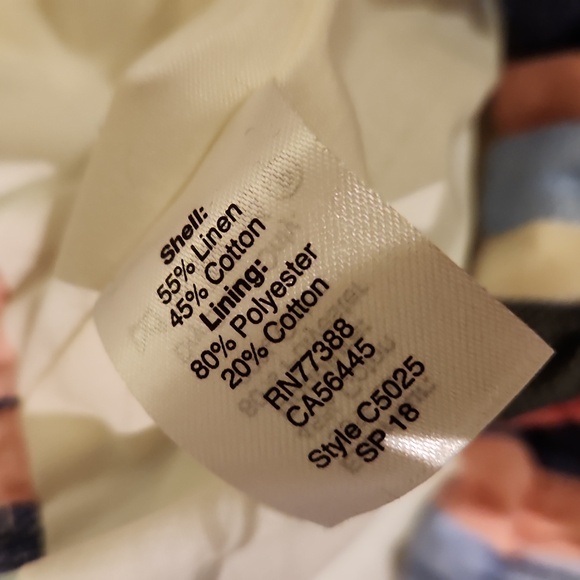 Shell:
55% Linen
45% Cotton
Lining:
80% Polyester
20% Cotton
RN77388
CA56445
Style C5025
SP 18